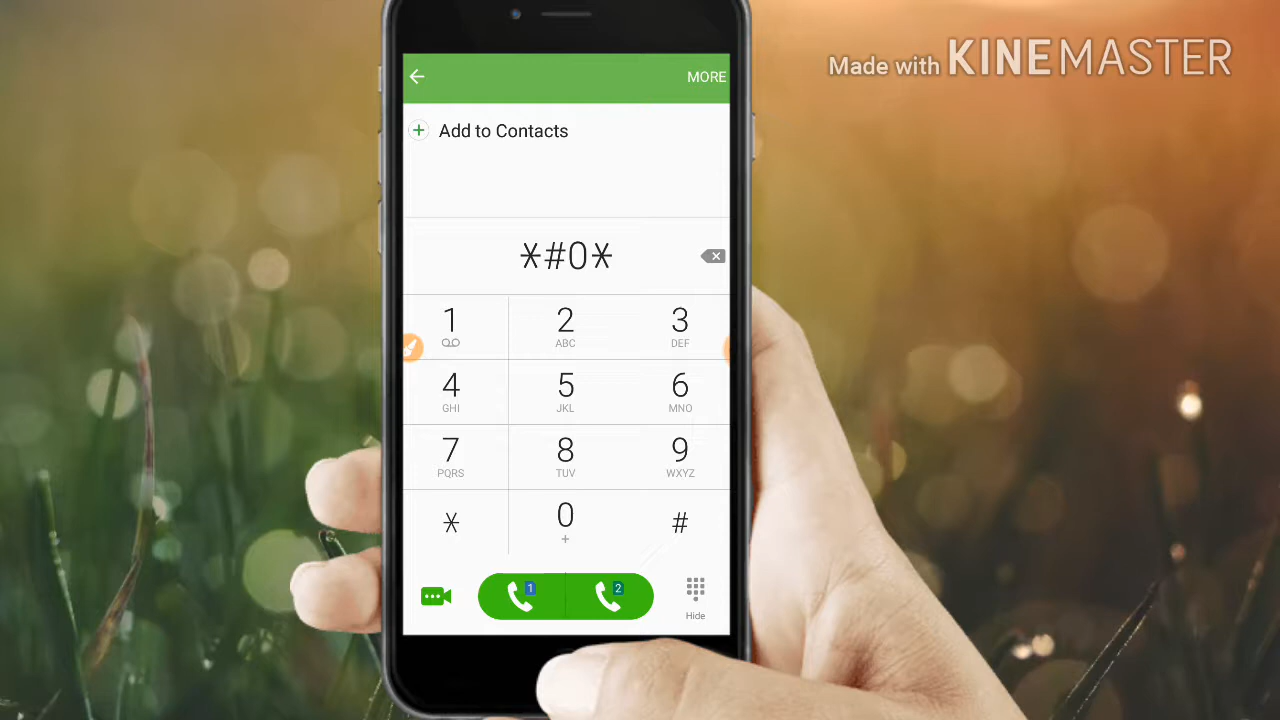 Made with KINEMASTER
MORE
Add to Contacts
*#0*
1 2 3
ABC DEF
4 5 6
GHI JKL MNO
7 8 9
PQRS TUV WXYZ
* 0 #
+
1 2
Hide